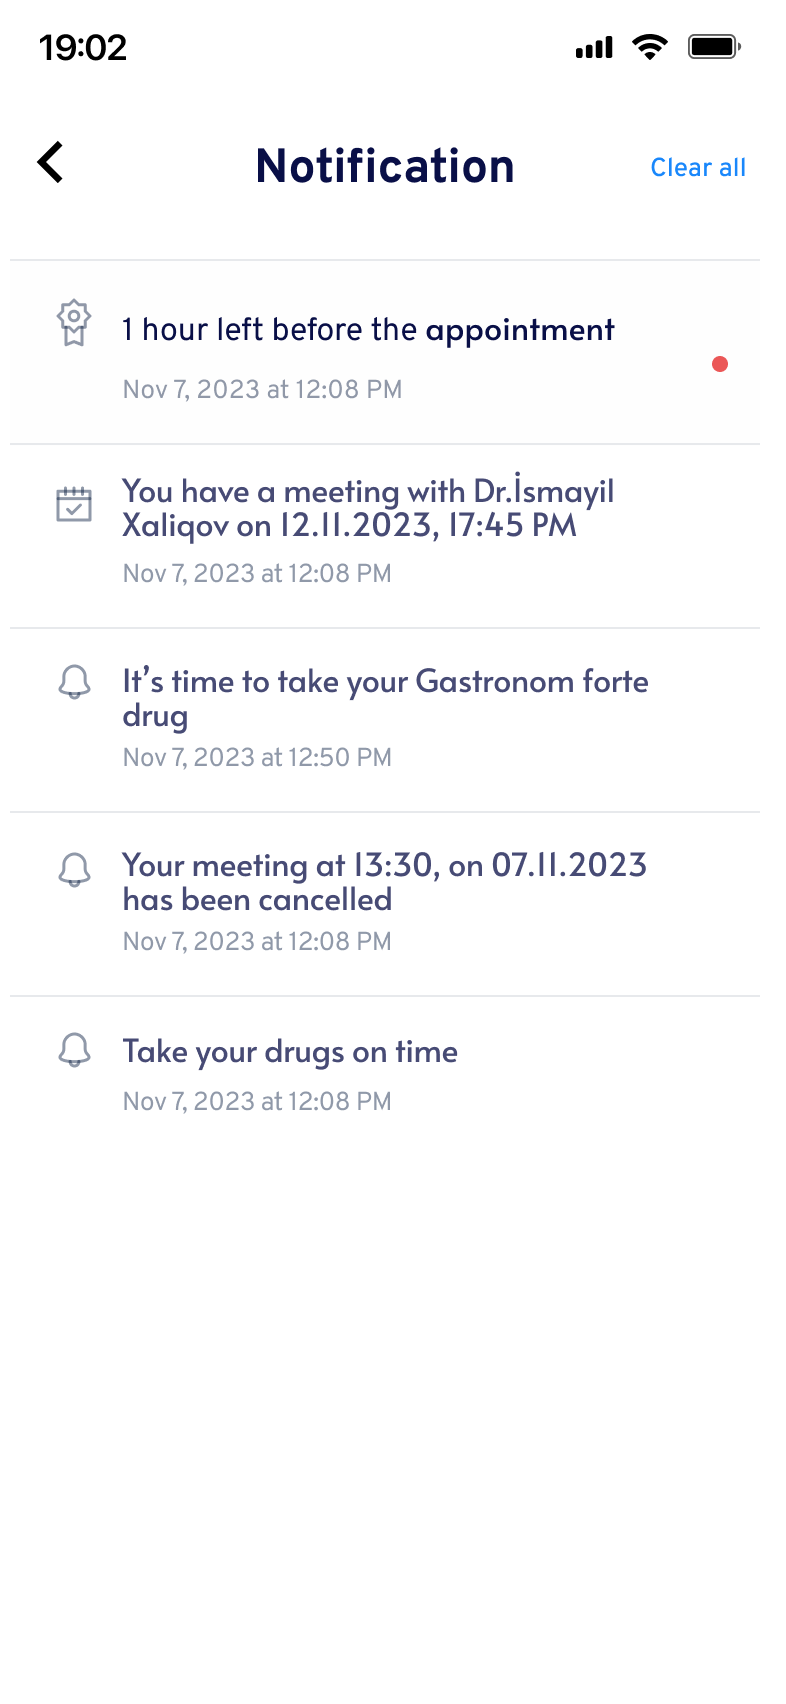 19:02
Notification
Clear all
1 hour left before the appointment
Nov 7, 2023 at 12:08 PM
You have a meeting with Dr.İsmayil
Xaliqov on 12.11.2023, 17:45 PM
Nov 7, 2023 at 12:08 PM
It’s time to take your Gastronom forte
drug
Nov 7, 2023 at 12:50 PM
Your meeting at 13:30, on 07.11.2023
has been cancelled
Nov 7, 2023 at 12:08 PM
Take your drugs on time
Nov 7, 2023 at 12:08 PM